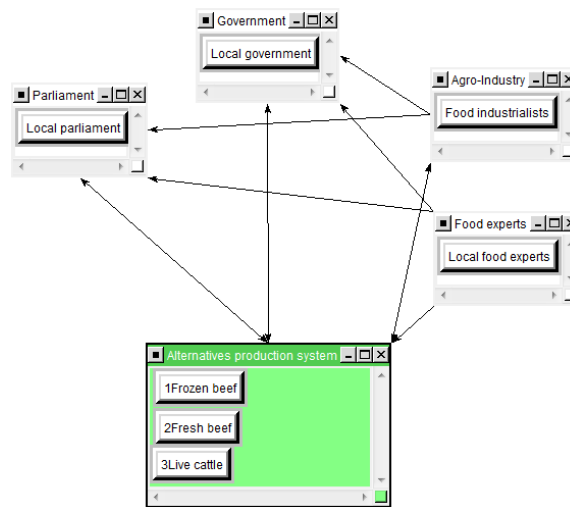 Government
Local government
Parliament
Local parliament
Agro-Industry
Food industrialists
Food experts
Local food experts
Alternatives production system
1Frozen beef
2Fresh beef
3Live cattle